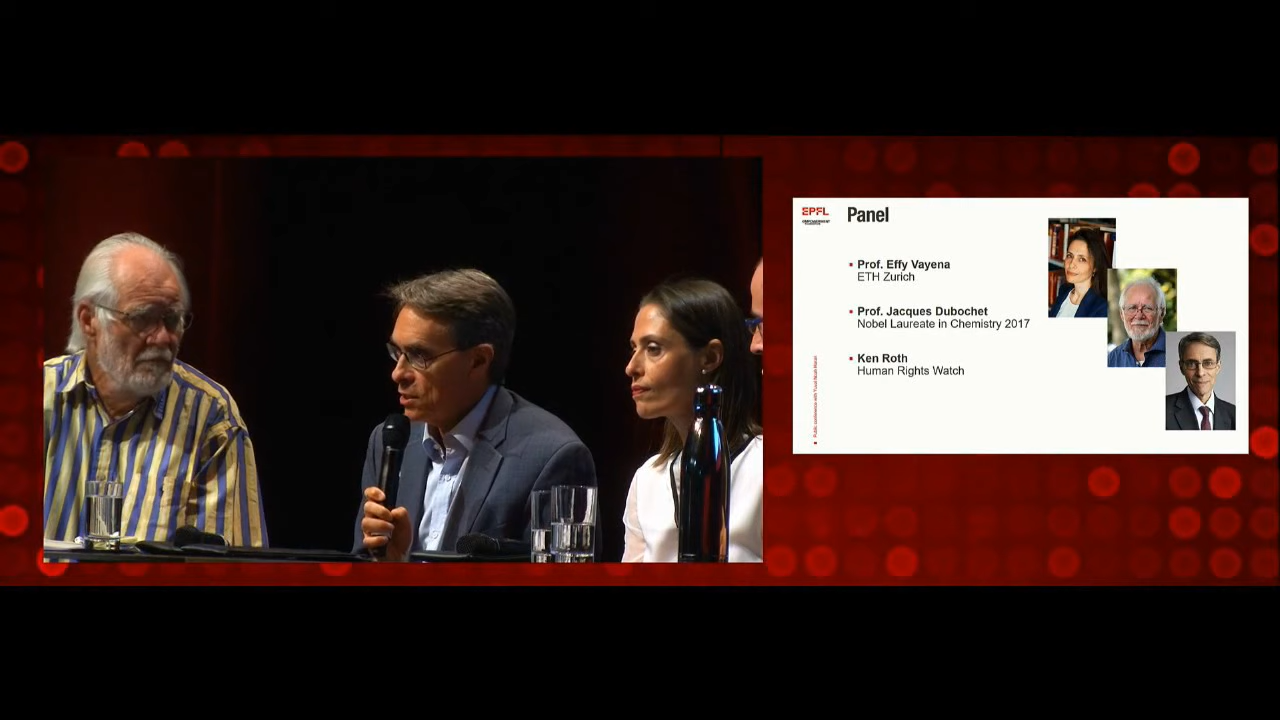 EPFL
Panel
Prof. Effy Vayena
ETH Zurich
Prof. Jacques Dubochet
Nobel Laureate in Chemistry 2017
Ken Roth
Human Rights Watch